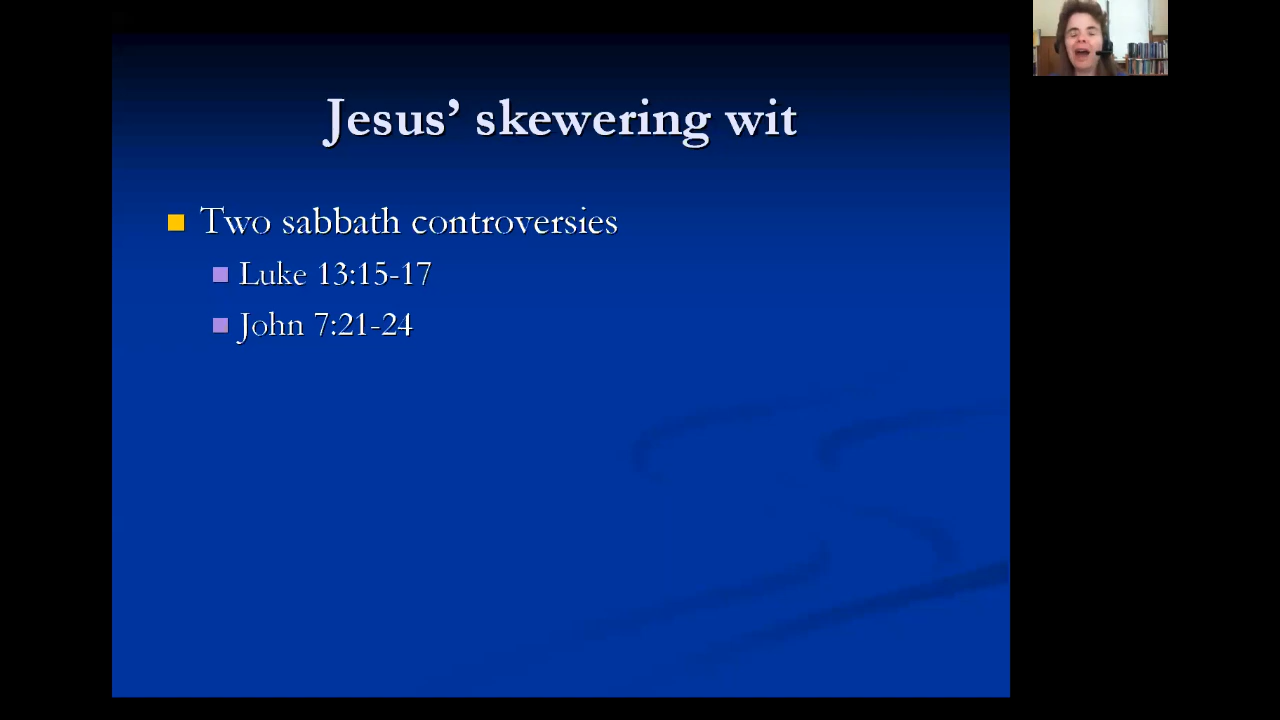 Jesus’ skewering wit
Two sabbath controversies
Luke 13:15-17
John 7:21-24